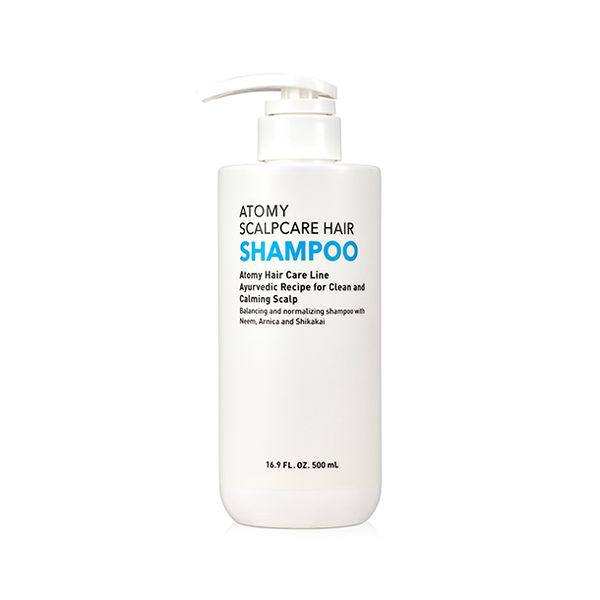 ATOMY
SCALPCARE HAIR
SHAMPOO
Atomy Hair Care Line
Ayurvedic Recipe for Clean and
Calming Scalp
Balancing and normalizing shampoo with
Neem, Arnica and Shikakai
16.9 FL. OZ. 500 mL